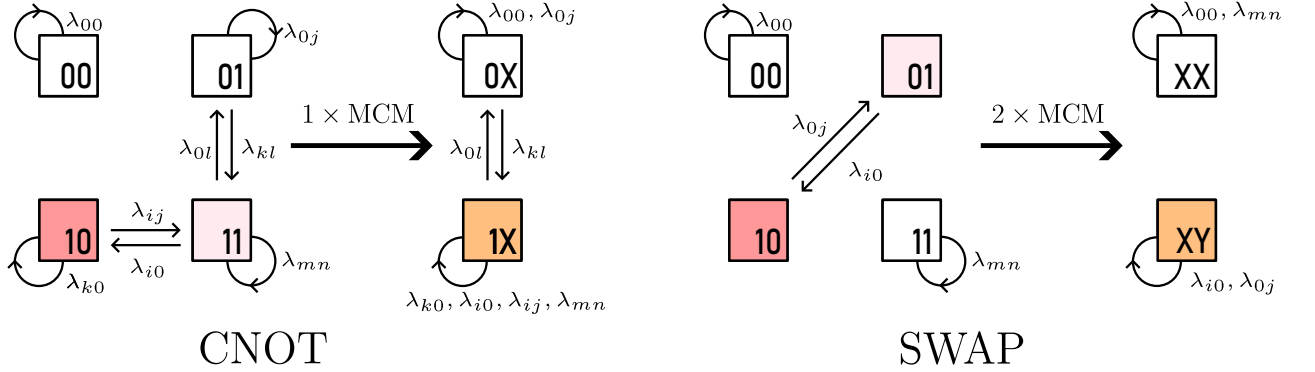 λ₀₀
00
λ₀ⱼ
01
λ₀ₗ
λₖₗ
λᵢⱼ
λᵢ₀
10
λₖ₀
11
λₘₙ
1 × MCM
λ₀₀, λ₀ⱼ
0X
λ₀ₗ
λₖₗ
1X
λₖ₀, λᵢ₀, λᵢⱼ, λₘₙ
CNOT
λ₀₀
00
01
λ₀ⱼ
λᵢ₀
10
11
λₘₙ
2 × MCM
λ₀₀, λₘₙ
XX
XY
λᵢ₀, λ₀ⱼ
SWAP